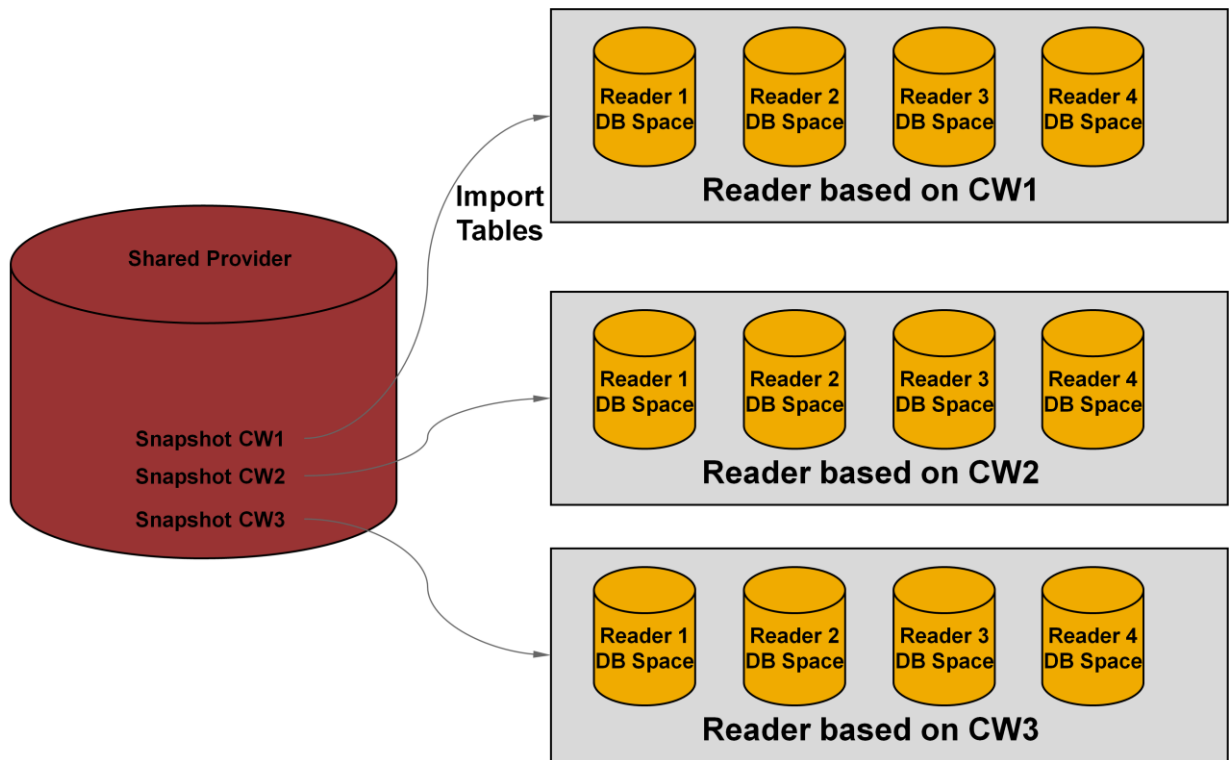 Shared Provider
Snapshot CW1
Snapshot CW2
Snapshot CW3
Import
Tables
Reader 1
DB Space
Reader 2
DB Space
Reader 3
DB Space
Reader 4
DB Space
Reader based on CW1
Reader 1
DB Space
Reader 2
DB Space
Reader 3
DB Space
Reader 4
DB Space
Reader based on CW2
Reader 1
DB Space
Reader 2
DB Space
Reader 3
DB Space
Reader 4
DB Space
Reader based on CW3